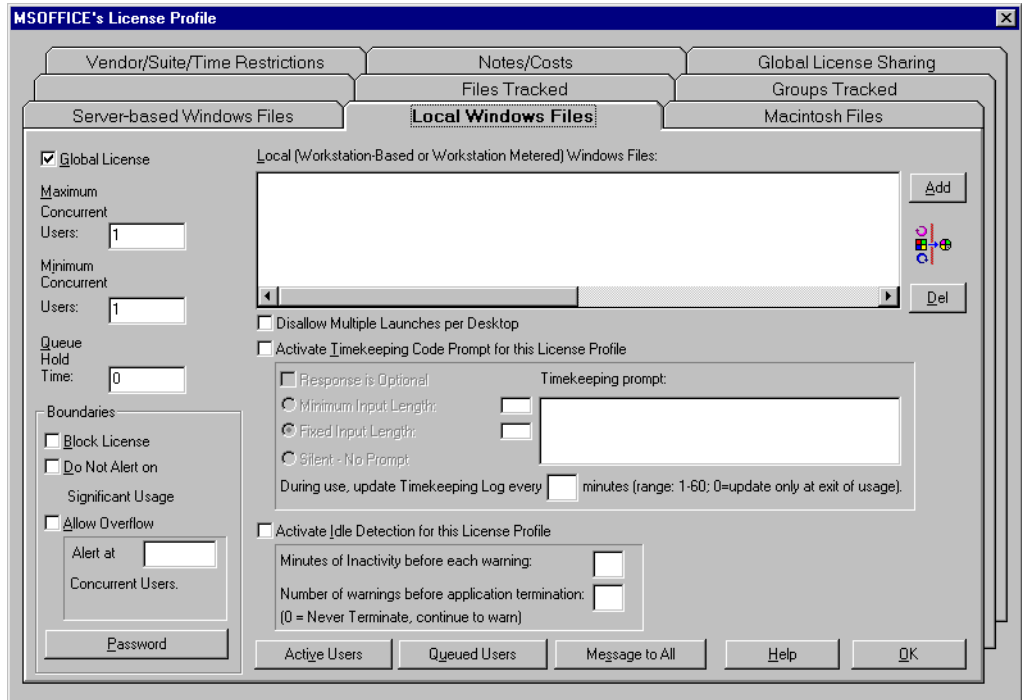 MSOFFICE's License Profile
Vendor/Suite/Time Restrictions
Notes/Costs
Global License Sharing
Files Tracked
Groups Tracked
Server-based Windows Files
Local Windows Files
Macintosh Files
Global License
Maximum
Concurrent
Users: 1
Minimum
Concurrent
Users: 1
Queue
Hold
Time: 0
Boundaries
Block License
Do Not Alert on
Significant Usage
Allow Overflow
Alert at
Concurrent Users.
Password
Local (Workstation-Based or Workstation Metered) Windows Files:
Add
Del
Disallow Multiple Launches per Desktop
Activate Timekeeping Code Prompt for this License Profile
Response is Optional
Minimum Input Length:
Fixed Input Length:
Silent - No Prompt
Timekeeping prompt:
During use, update Timekeeping Log every minutes (range: 1-60; 0=update only at exit of usage).
Activate Idle Detection for this License Profile
Minutes of Inactivity before each warning:
Number of warnings before application termination:
(0 = Never Terminate, continue to warn)
Active Users
Queued Users
Message to All
Help
OK